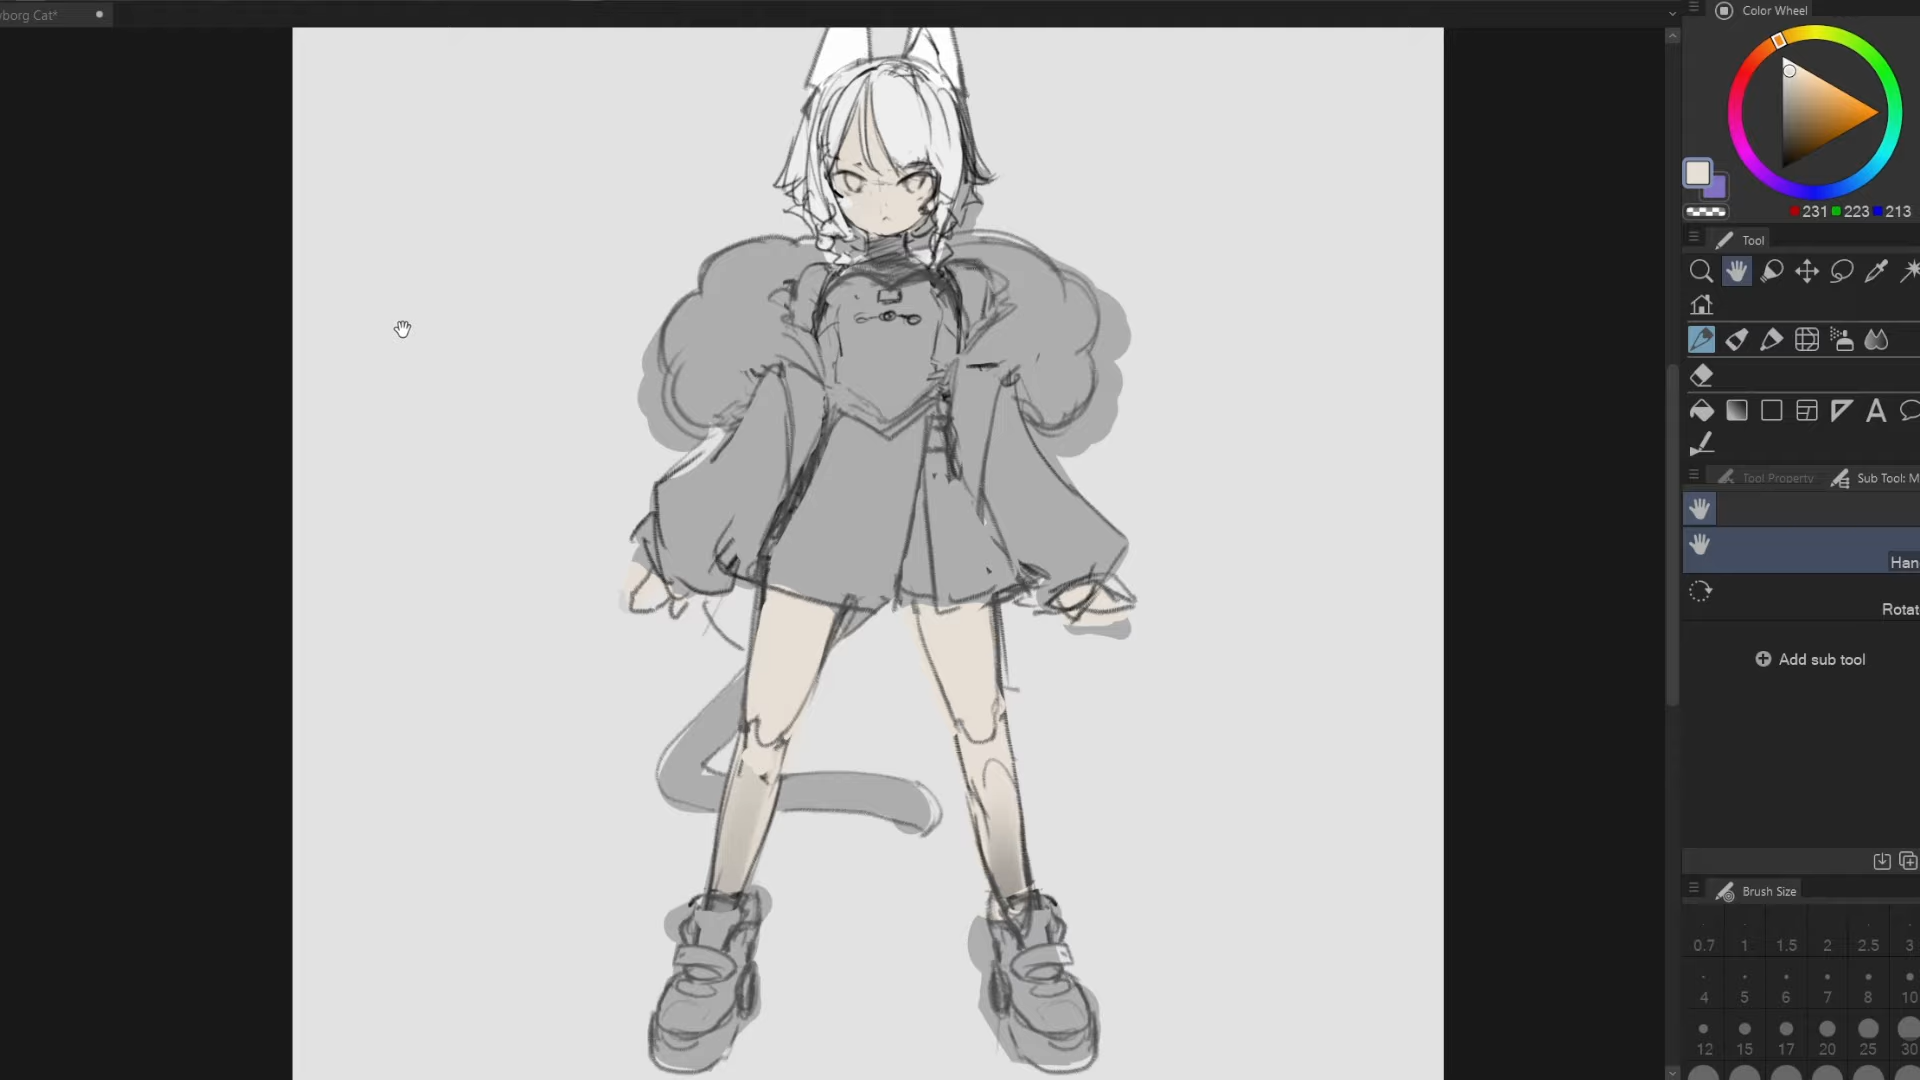 yborg Cat*
Color Wheel
231 223 213
Tool
Tool Property Sub Tool: M
Han
Rotat
Add sub tool
Brush Size
0.7 1 1.5 2 2.5 3
4 5 6 7 8 10
12 15 17 20 25 30